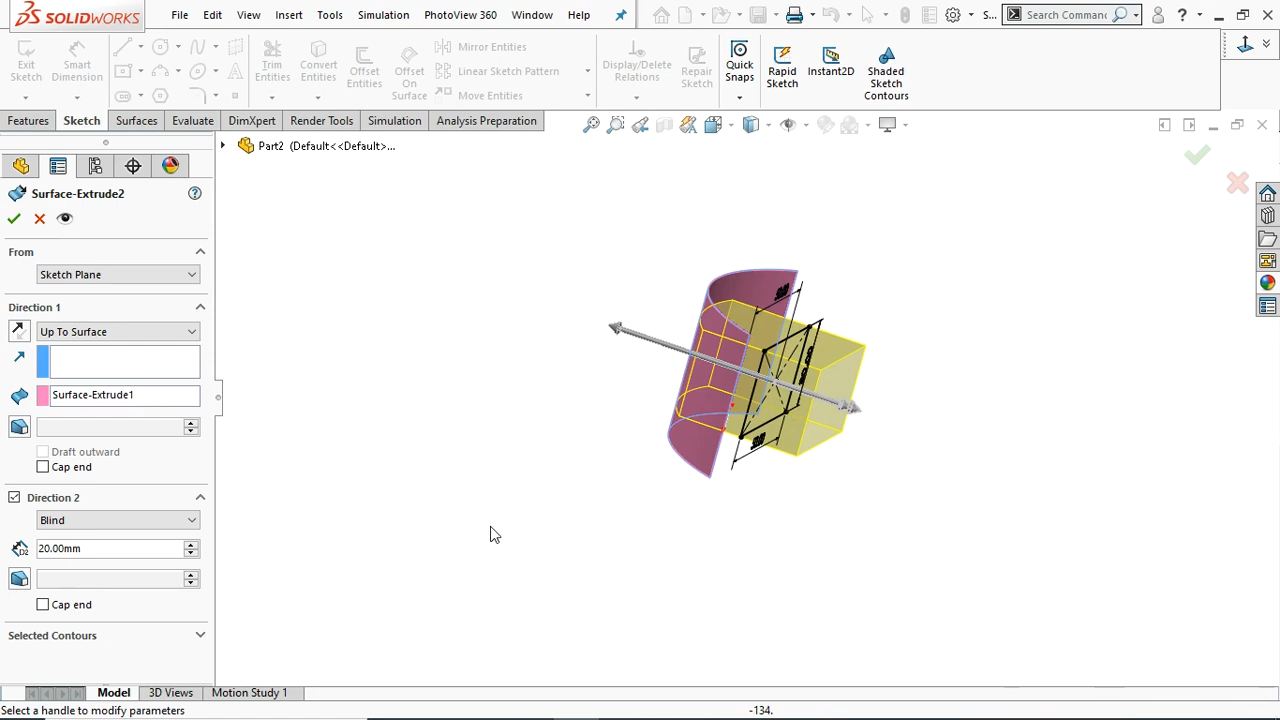 DS SOLIDWORKS
File Edit View Insert Tools Simulation PhotoView 360 Window Help
S...
Search Commanc
?
Exit Sketch
Smart Dimension
Trim Entities
Convert Entities
Offset Entities
Offset On Surface
Mirror Entities
Linear Sketch Pattern
Move Entities
Display/Delete Relations
Repair Sketch
Quick Snaps
Rapid Sketch
Instant2D
Shaded Sketch Contours
Features Sketch Surfaces Evaluate DimXpert Render Tools Simulation Analysis Preparation
Part2 (Default<<Default>...
Surface-Extrude2
From
Sketch Plane
Direction 1
Up To Surface
Surface-Extrude1
Draft outward
Cap end
Direction 2
Blind
20.00mm
Cap end
Selected Contours
Model 3D Views Motion Study 1
Select a handle to modify parameters
-134.